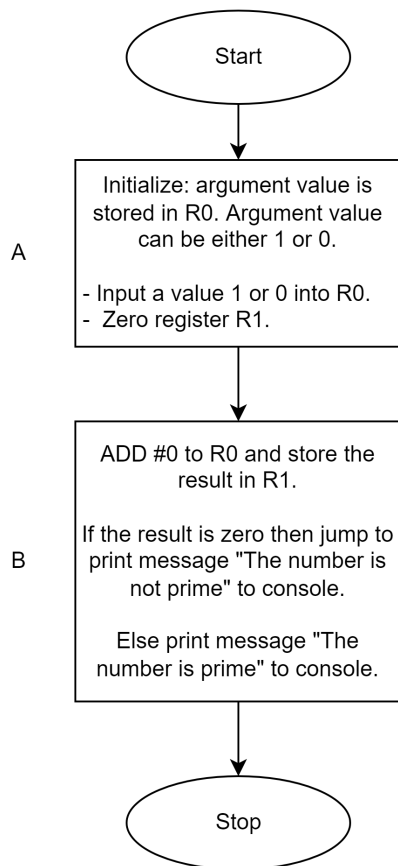 Start
A
Initialize: argument value is
stored in R0. Argument value
can be either 1 or 0.
- Input a value 1 or 0 into R0.
- Zero register R1.
ADD #0 to R0 and store the
result in R1.
B
If the result is zero then jump to
print message "The number is
not prime" to console.
Else print message "The
number is prime" to console.
Stop